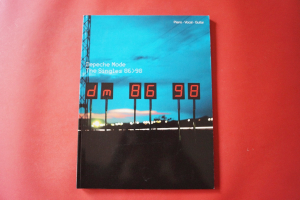 Piano·Vocal·Guitar
Depeche Mode
The Singles 86>98
dm 86 98